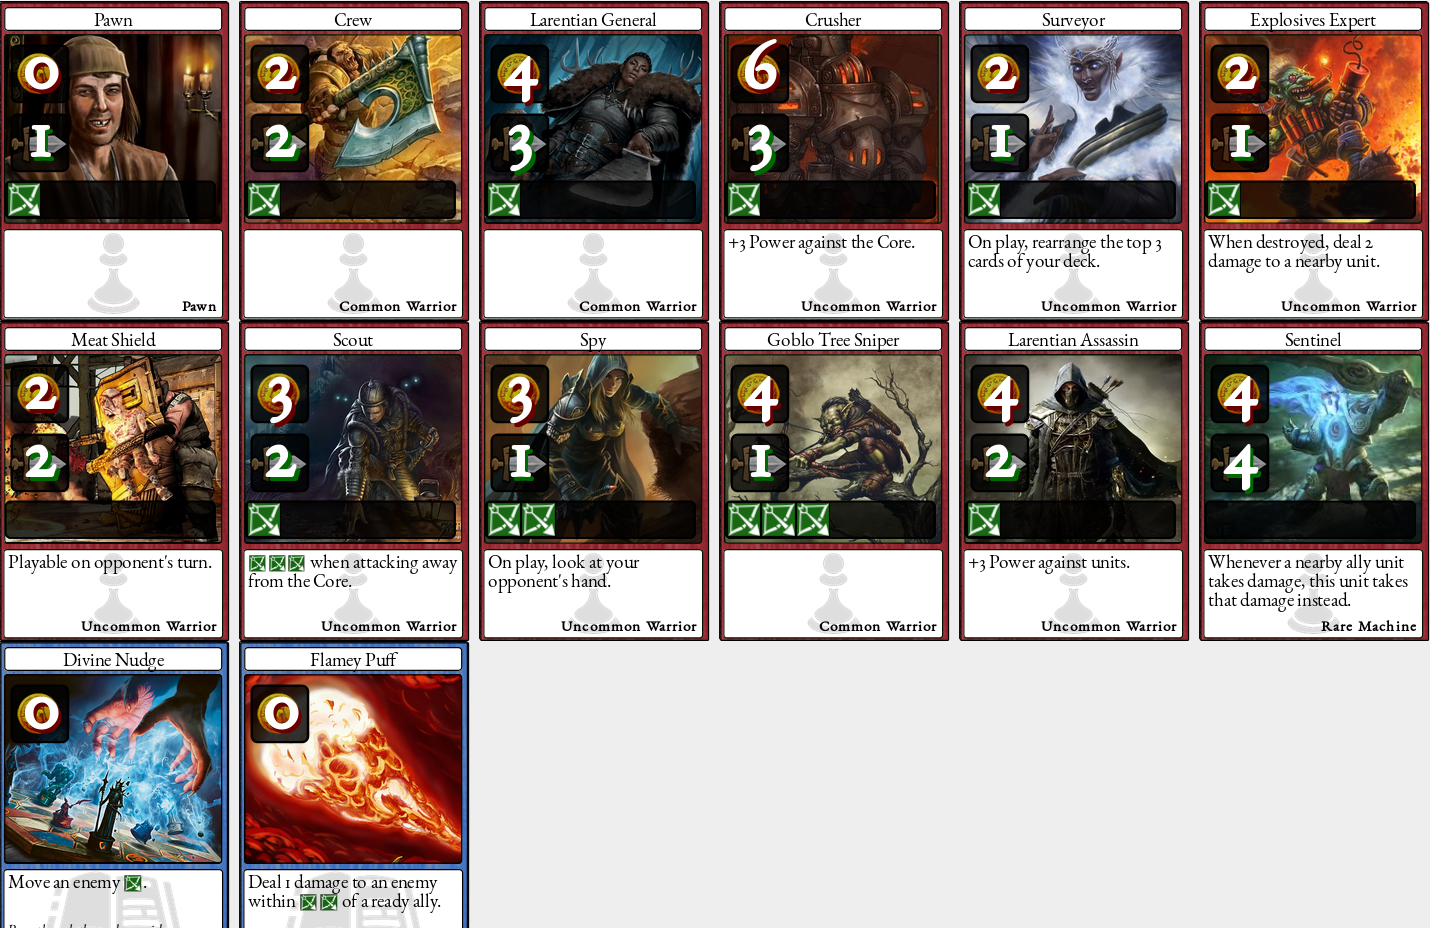 Pawn
0
1
Pawn
Crew
2
2
Common Warrior
Larentian General
4
3
Common Warrior
Crusher
6
3
+3 Power against the Core.
Uncommon Warrior
Surveyor
2
1
On play, rearrange the top 3
cards of your deck.
Uncommon Warrior
Explosives Expert
2
1
When destroyed, deal 2
damage to a nearby unit.
Uncommon Warrior
Meat Shield
2
2
Playable on opponent's turn.
Uncommon Warrior
Scout
3
2
when attacking away
from the Core.
Uncommon Warrior
Spy
3
1
On play, look at your
opponent's hand.
Uncommon Warrior
Goblo Tree Sniper
4
1
Common Warrior
Larentian Assassin
4
2
+3 Power against units.
Uncommon Warrior
Sentinel
4
4
Whenever a nearby ally unit
takes damage, this unit takes
that damage instead.
Rare Machine
Divine Nudge
0
Move an enemy .
Flamey Puff
0
Deal 1 damage to an enemy
within of a ready ally.